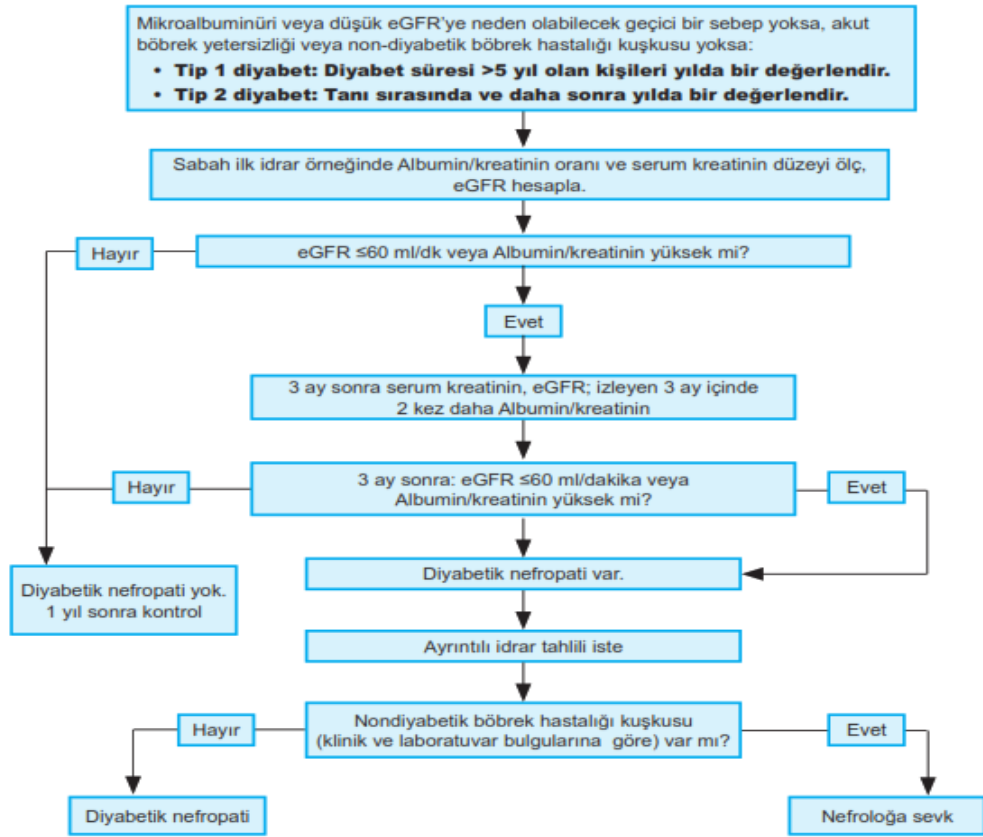 Mikroalbuminüri veya düşük eGFR'ye neden olabilecek geçici bir sebep yoksa, akut
böbrek yetersizliği veya non-diyabetik böbrek hastalığı kuşkusu yoksa:
• Tip 1 diyabet: Diyabet süresi >5 yıl olan kişileri yılda bir değerlendir.
• Tip 2 diyabet: Tanı sırasında ve daha sonra yılda bir değerlendir.
Sabah ilk idrar örneğinde Albumin/kreatinin oranı ve serum kreatinin düzeyi ölç,
eGFR hesapla.
Hayır
eGFR ≤60 ml/dk veya Albumin/kreatinin yüksek mi?
Evet
3 ay sonra serum kreatinin, eGFR; izleyen 3 ay içinde
2 kez daha Albumin/kreatinin
Hayır
3 ay sonra: eGFR ≤60 ml/dakika veya
Albumin/kreatinin yüksek mi?
Evet
Diyabetik nefropati yok.
1 yıl sonra kontrol
Diyabetik nefropati var.
Ayrıntılı idrar tahlili iste
Hayır
Nondiyabetik böbrek hastalığı kuşkusu
(klinik ve laboratuvar bulgularına göre) var mı?
Evet
Diyabetik nefropati
Nefroloğa sevk